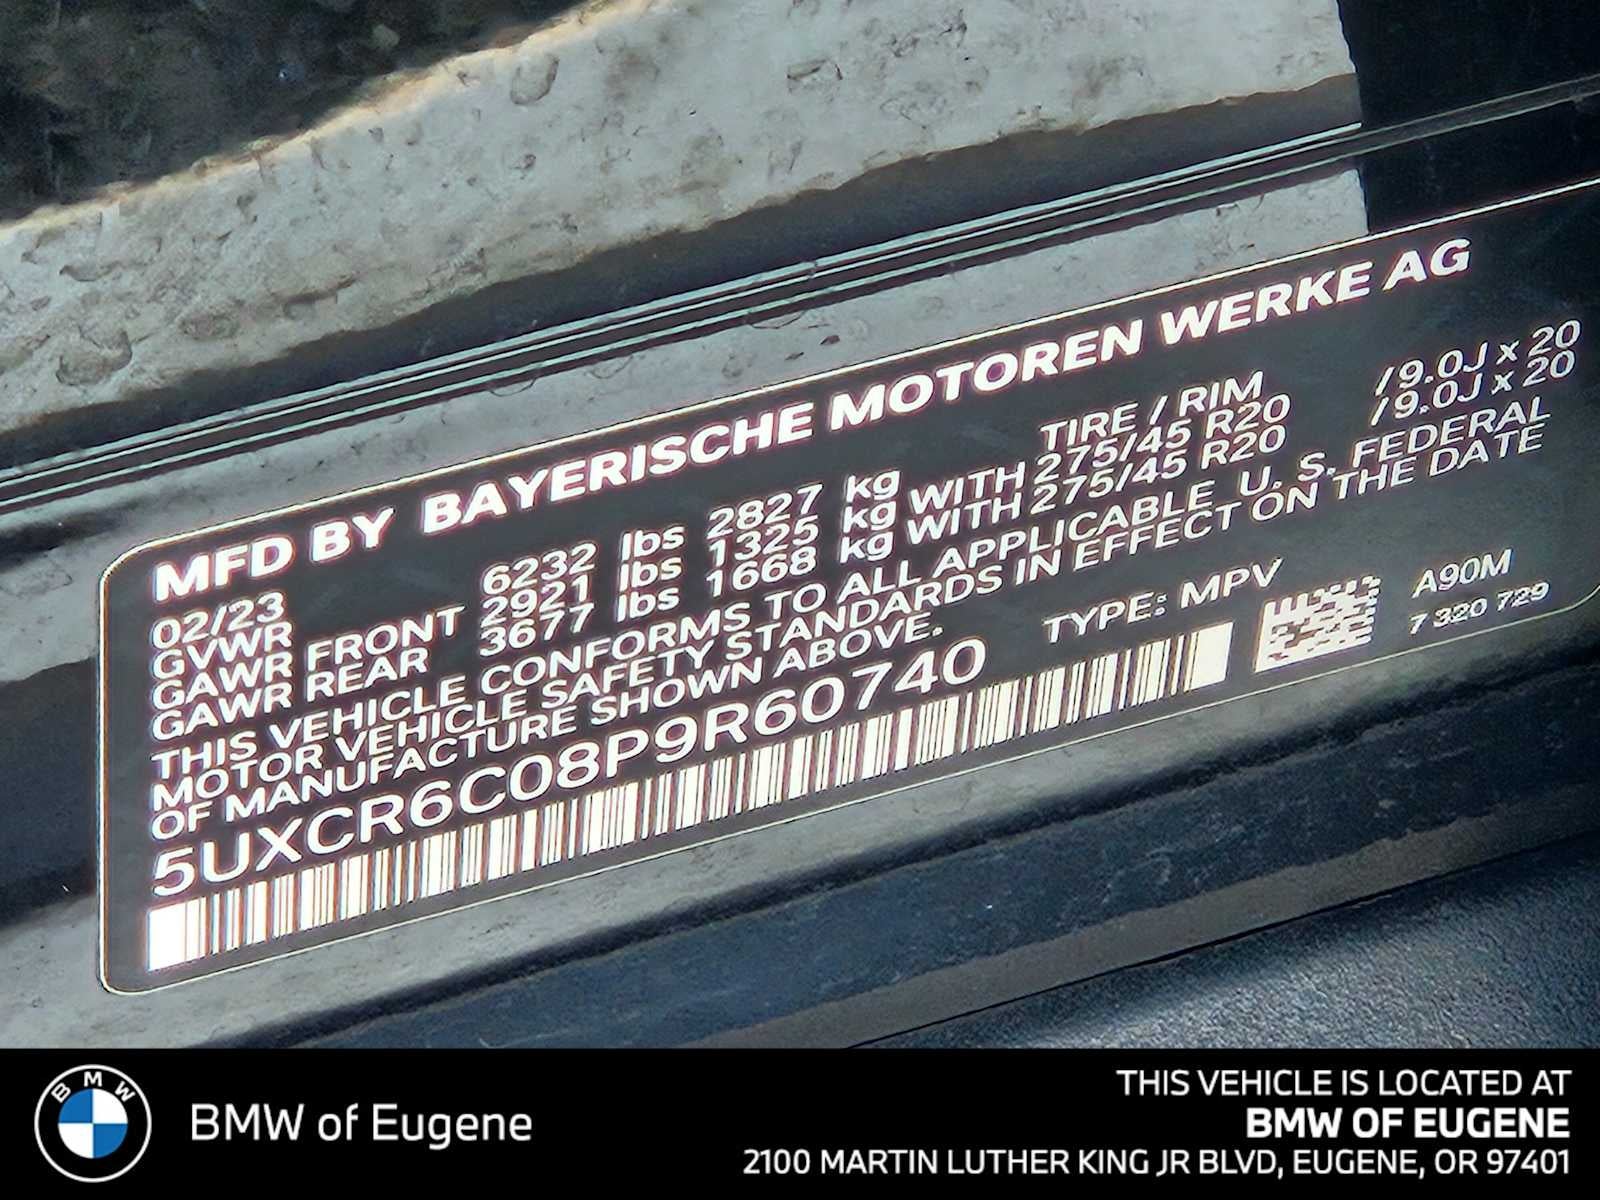 MFD BY BAYERISCHE MOTOREN WERKE AG
02/23 TIRE / RIM
GVWR 6232 lbs 2827 kg
GAWR FRONT 2921 lbs 1325 kg WITH 275/45 R20 / 9.0J x 20
GAWR REAR 3677 lbs 1668 kg WITH 275/45 R20 / 9.0J x 20
THIS VEHICLE CONFORMS TO ALL APPLICABLE U. S. FEDERAL
MOTOR VEHICLE SAFETY STANDARDS IN EFFECT ON THE DATE
OF MANUFACTURE SHOWN ABOVE.
5UXCR6C08P9R60740 TYPE: MPV
A90M
7 320 729
BMW
BMW of Eugene
THIS VEHICLE IS LOCATED AT
BMW OF EUGENE
2100 MARTIN LUTHER KING JR BLVD, EUGENE, OR 97401